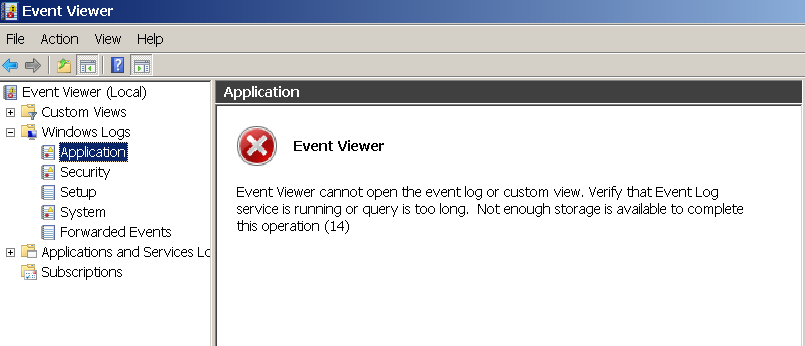 Event Viewer
File Action View Help
Event Viewer (Local)
Custom Views
Windows Logs
Application
Security
Setup
System
Forwarded Events
Applications and Services Lo
Subscriptions
Application
Event Viewer
Event Viewer cannot open the event log or custom view. Verify that Event Log
service is running or query is too long. Not enough storage is available to complete
this operation (14)